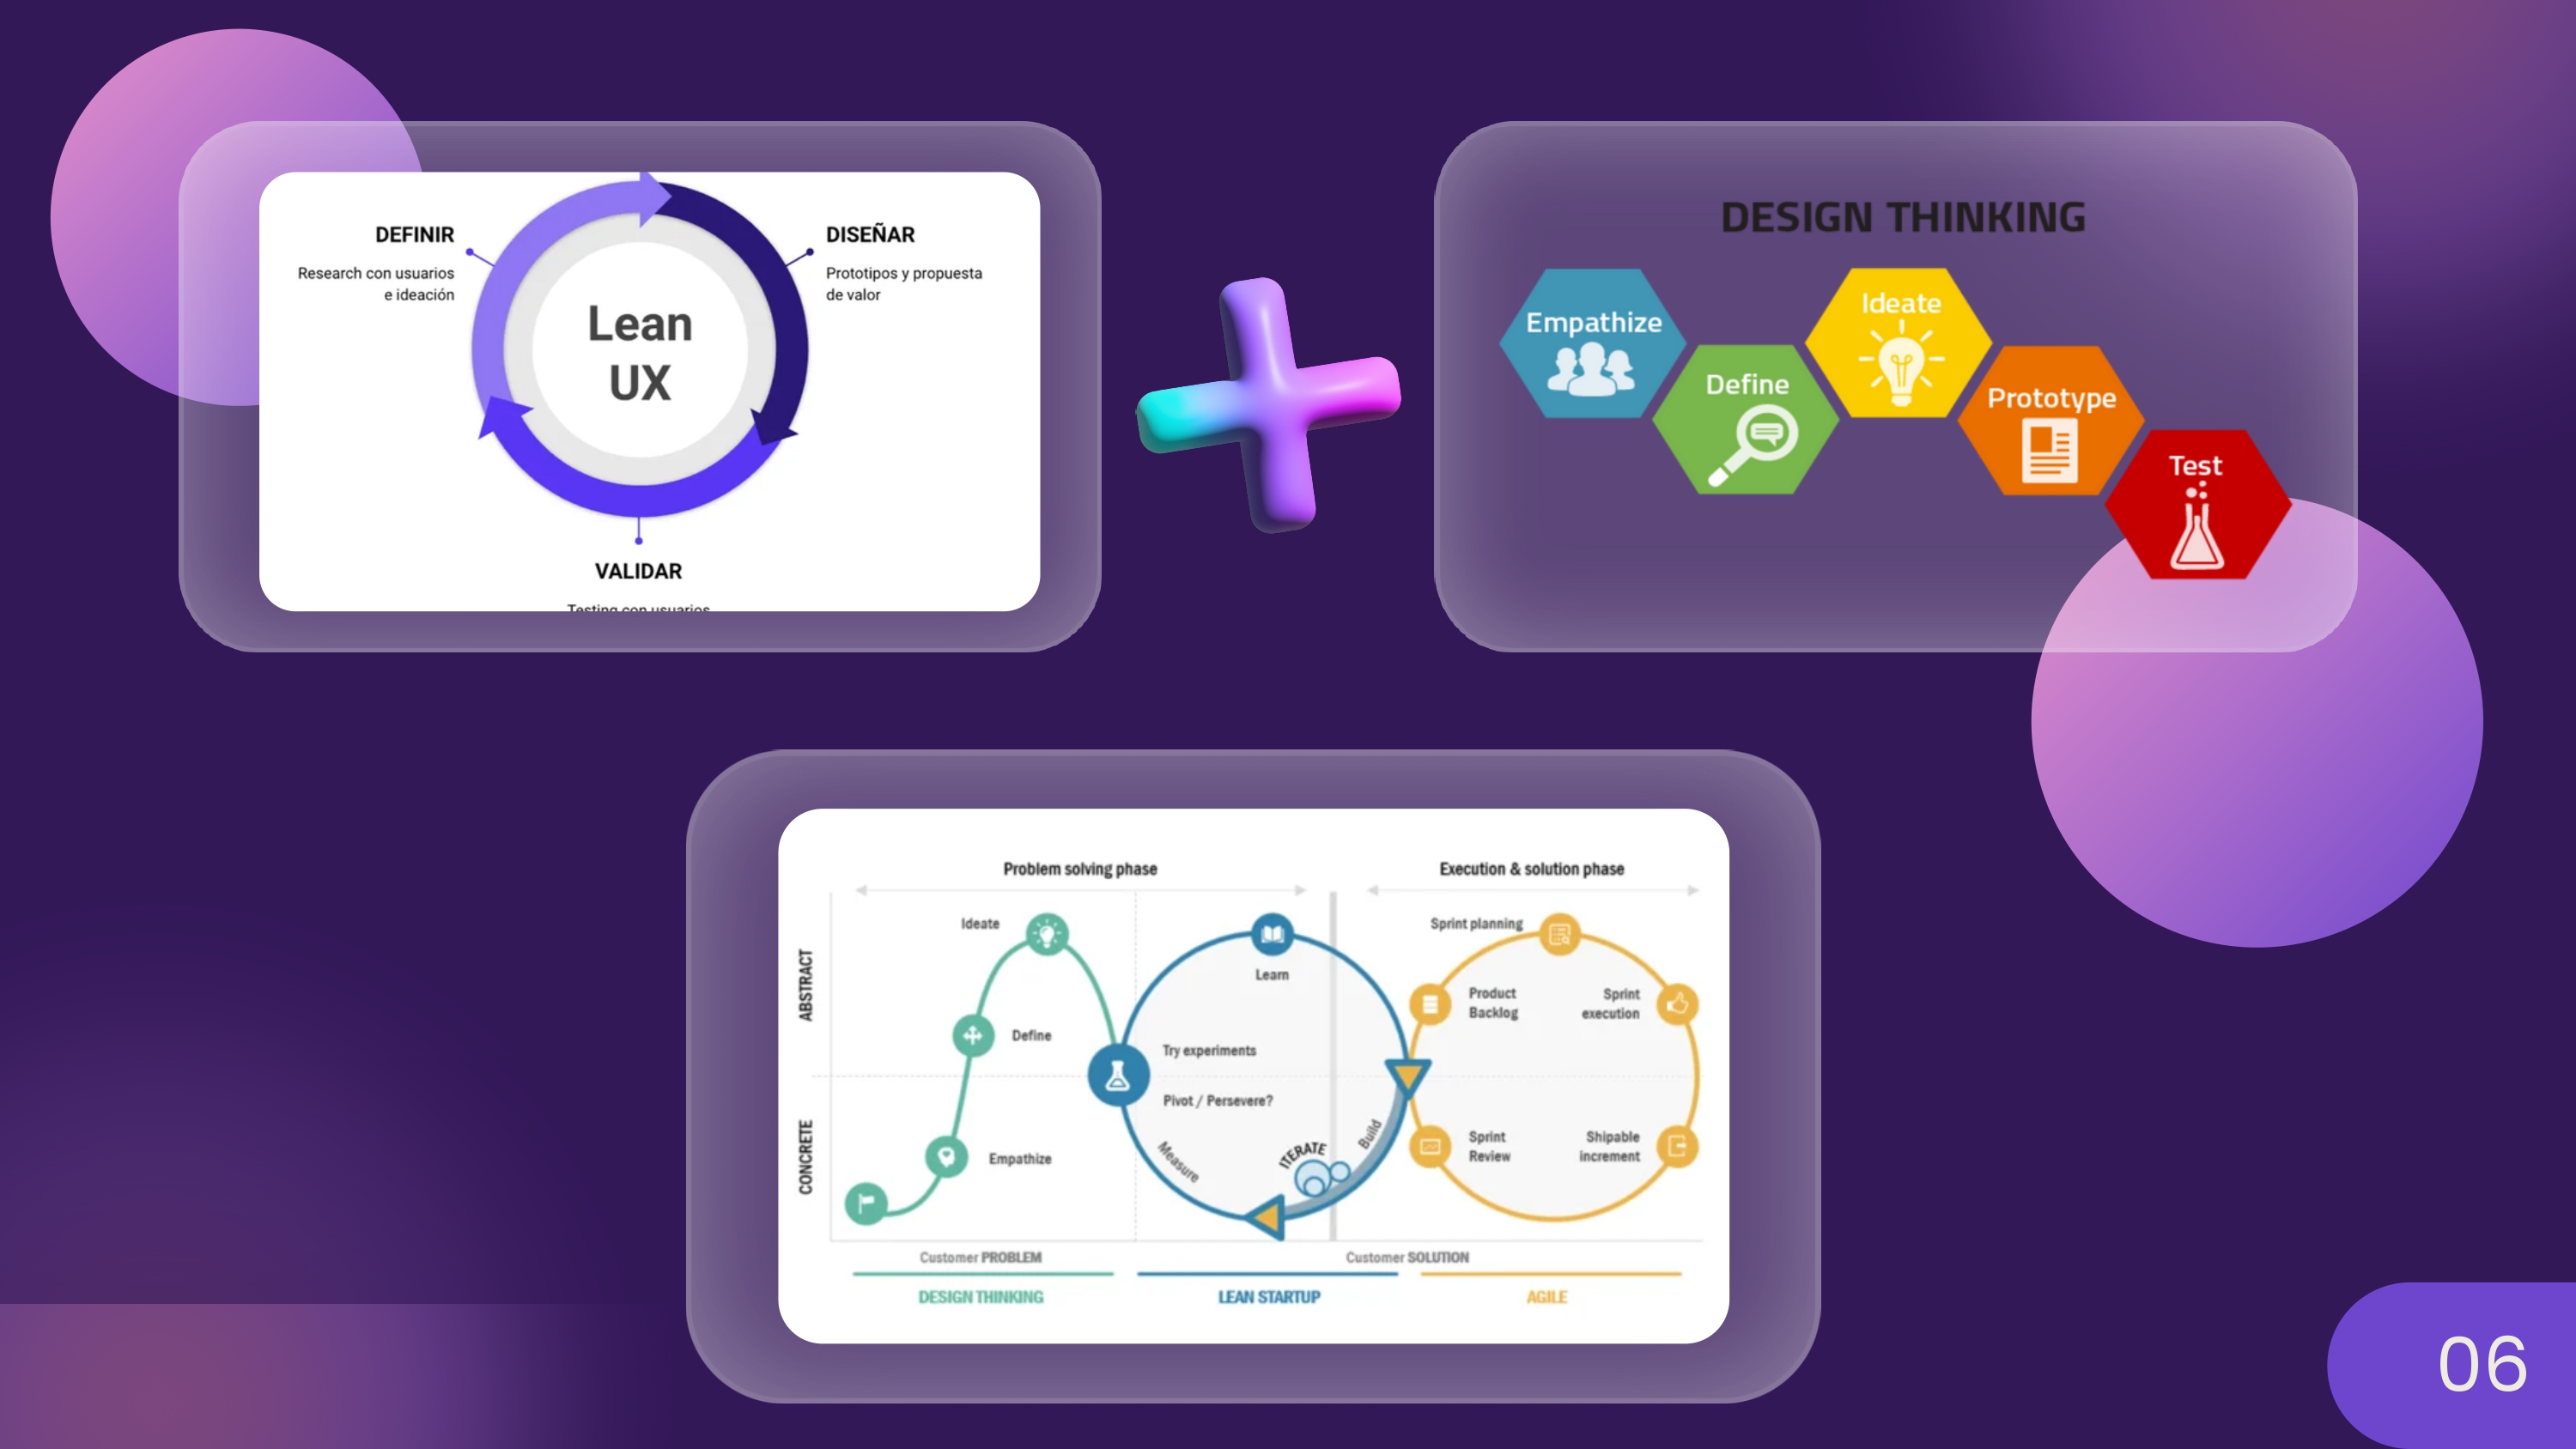 DEFINIR
Research con usuarios
e ideación
DISEÑAR
Prototipos y propuesta
de valor
Lean
UX
VALIDAR
Testing con usuarios
DESIGN THINKING
Empathize
Define
Ideate
Prototype
Test
Problem solving phase
Execution & solution phase
ABSTRACT
CONCRETE
Ideate
Define
Empathize
Learn
Try experiments
Pivot / Persevere?
Measure
ITERATE
Build
Sprint planning
Product
Backlog
Sprint
execution
Sprint
Review
Shipable
increment
Customer PROBLEM
Customer SOLUTION
DESIGN THINKING
LEAN STARTUP
AGILE
06